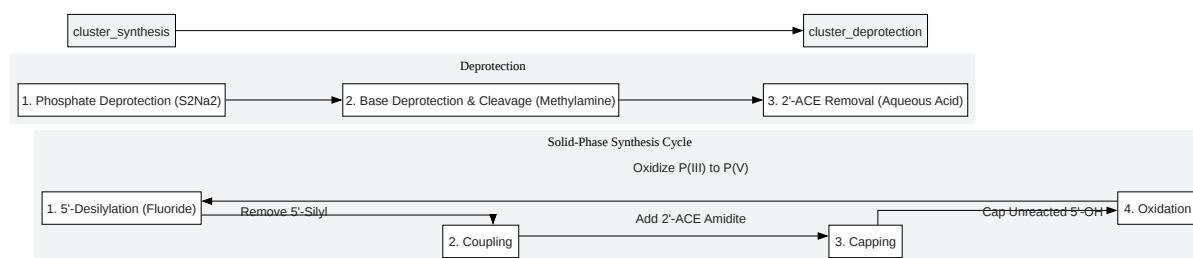 cluster_synthesis
cluster_deprotection
Deprotection
1. Phosphate Deprotection (S2Na2)
2. Base Deprotection & Cleavage (Methylamine)
3. 2'-ACE Removal (Aqueous Acid)
Solid-Phase Synthesis Cycle
Oxidize P(III) to P(V)
1. 5'-Desilylation (Fluoride)
Remove 5'-Silyl
2. Coupling
Add 2'-ACE Amidite
3. Capping
Cap Unreacted 5'-OH
4. Oxidation